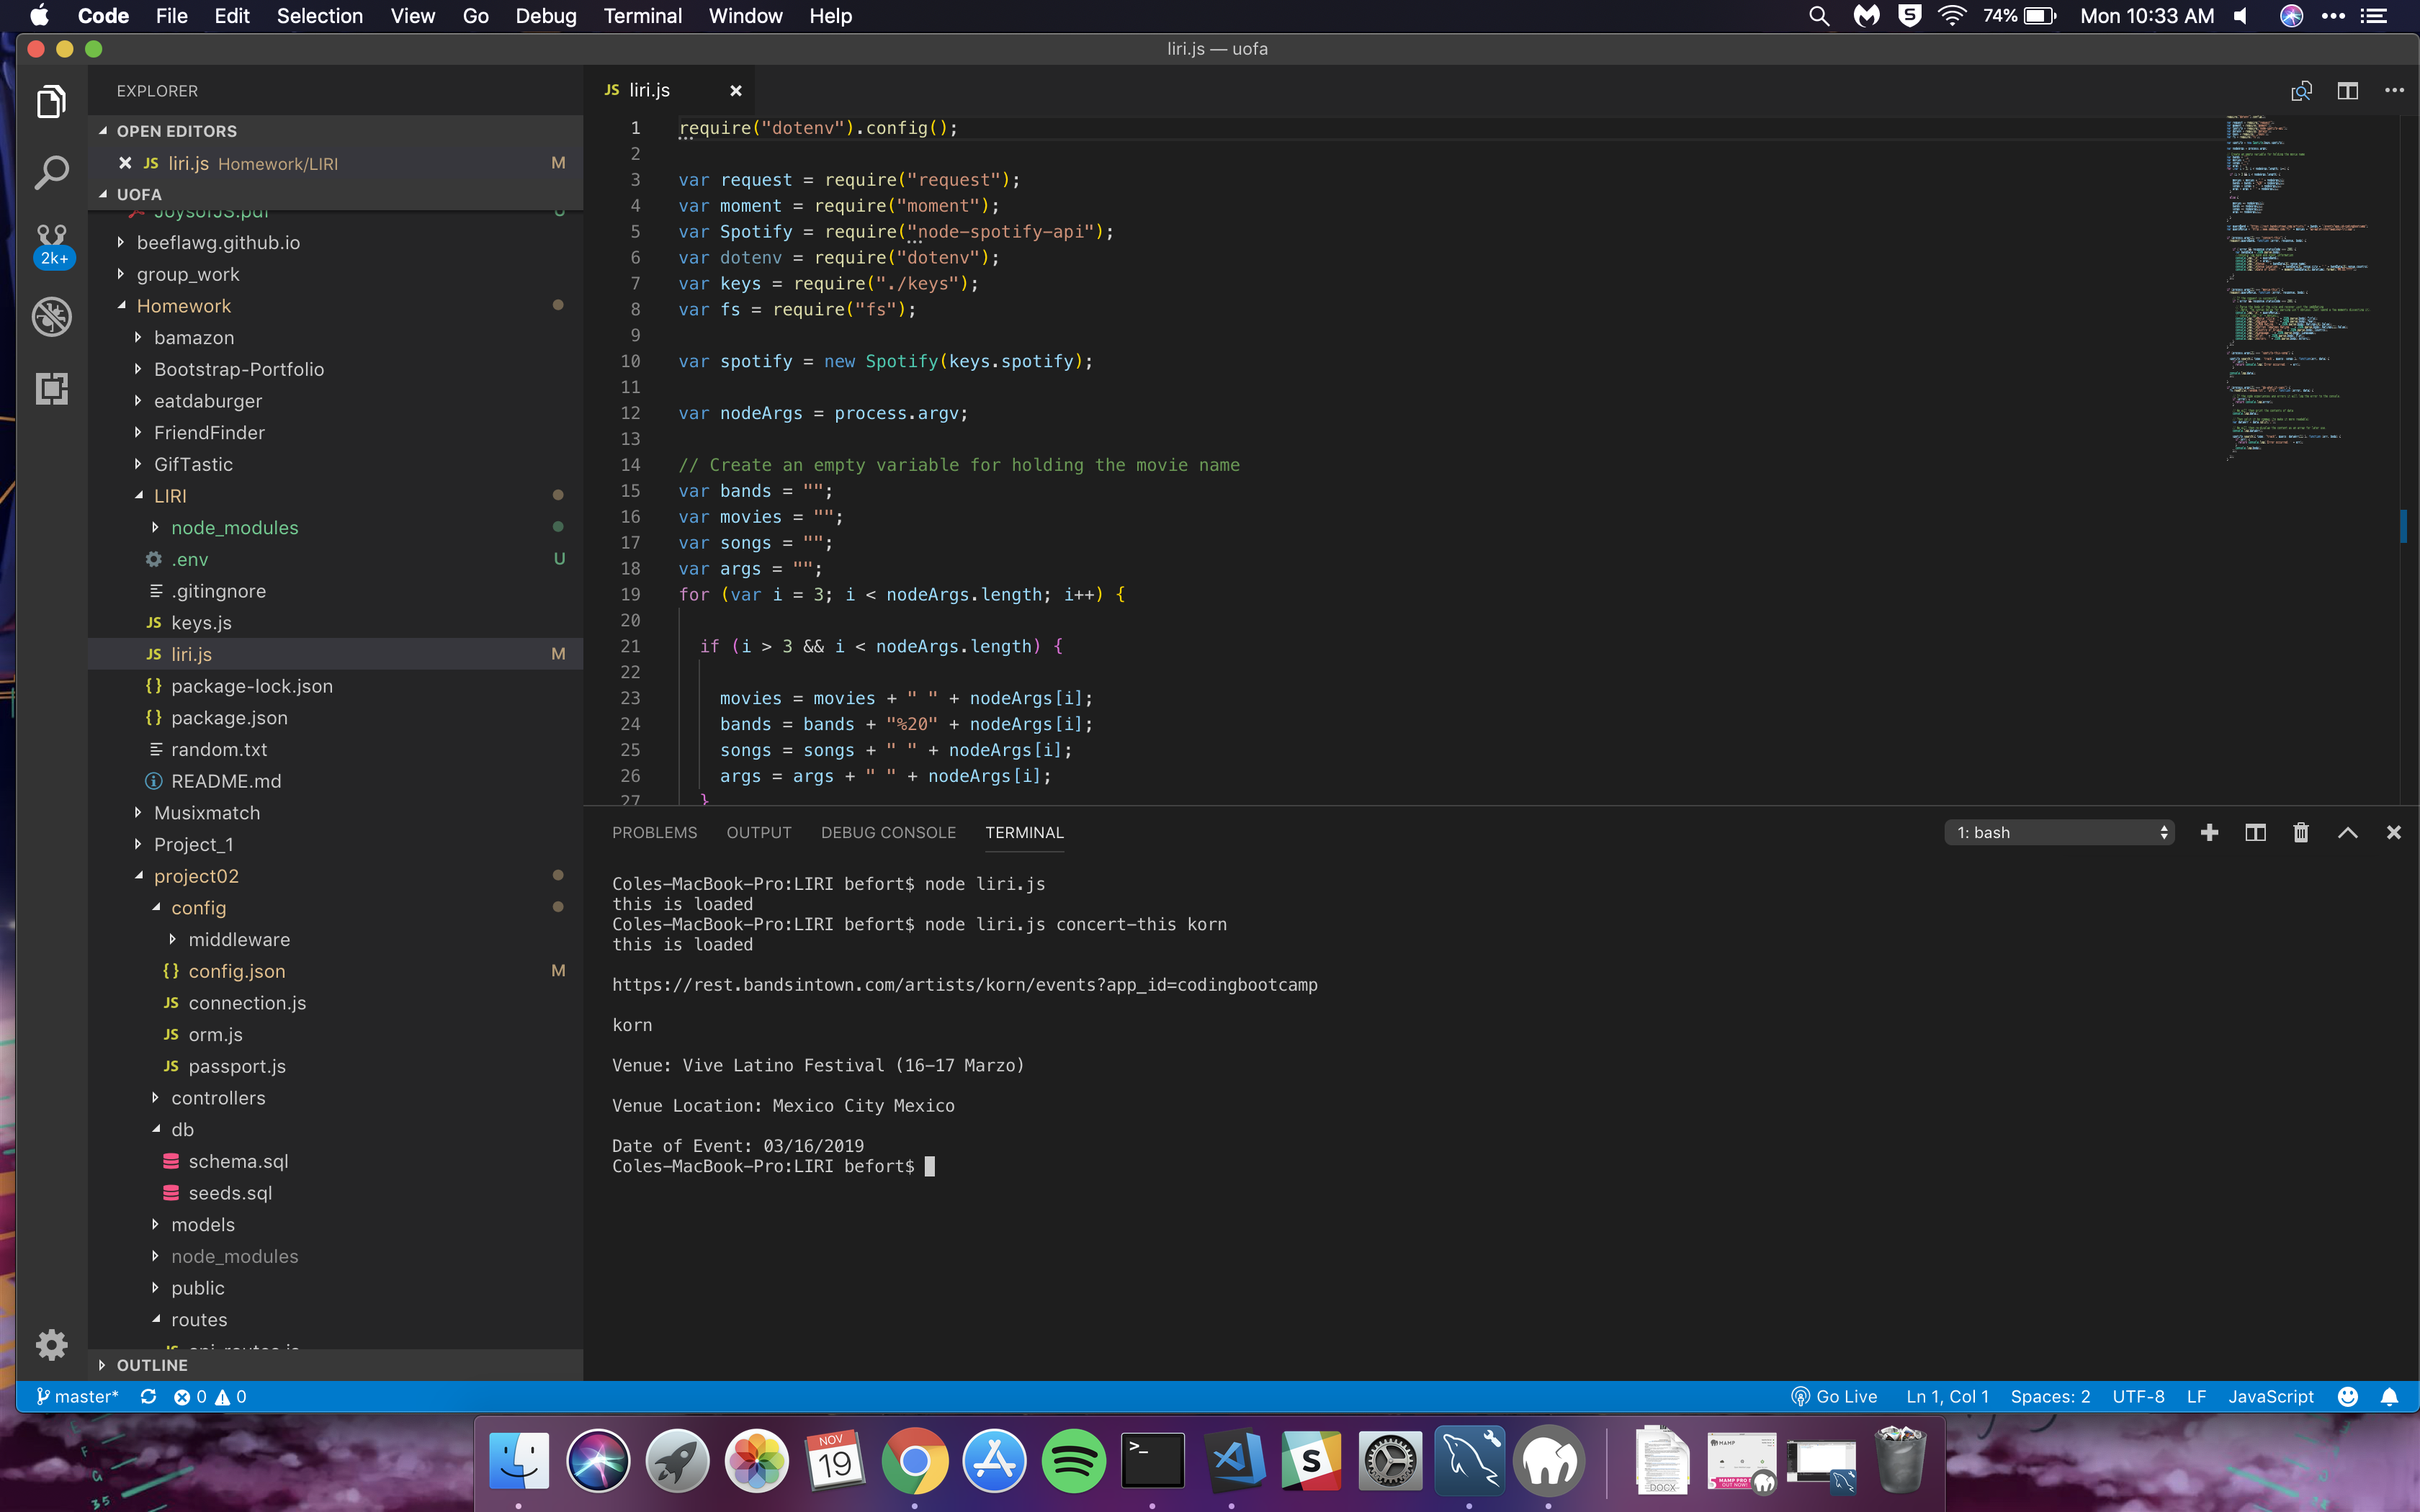 Code File Edit Selection View Go Debug Terminal Window Help
74% Mon 10:33 AM
liri.js — uofa
EXPLORER
OPEN EDITORS
JS liri.js Homework/LIRI M
UOFA
JoysofJS.pdf U
beeflawg.github.io
group_work
Homework
bamazon
Bootstrap-Portfolio
eatdaburger
FriendFinder
GifTastic
LIRI
node_modules
.env U
.gitingnore
JS keys.js
JS liri.js M
{} package-lock.json
{} package.json
random.txt
README.md
Musixmatch
Project_1
project02
config
middleware
{} config.json M
JS connection.js
JS orm.js
JS passport.js
controllers
db
schema.sql
seeds.sql
models
node_modules
public
routes
OUTLINE
2k+
JS liri.js
1 require("dotenv").config();
2
3 var request = require("request");
4 var moment = require("moment");
5 var Spotify = require("node-spotify-api");
6 var dotenv = require("dotenv");
7 var keys = require("./keys");
8 var fs = require("fs");
9
10 var spotify = new Spotify(keys.spotify);
11
12 var nodeArgs = process.argv;
13
14 // Create an empty variable for holding the movie name
15 var bands = "";
16 var movies = "";
17 var songs = "";
18 var args = "";
19 for (var i = 3; i < nodeArgs.length; i++) {
20
21 if (i > 3 && i < nodeArgs.length) {
22
23 movies = movies + " " + nodeArgs[i];
24 bands = bands + "%20" + nodeArgs[i];
25 songs = songs + " " + nodeArgs[i];
26 args = args + " " + nodeArgs[i];
27 }
PROBLEMS OUTPUT DEBUG CONSOLE TERMINAL 1: bash
Coles-MacBook-Pro:LIRI befort$ node liri.js
this is loaded
Coles-MacBook-Pro:LIRI befort$ node liri.js concert-this korn
this is loaded
https://rest.bandsintown.com/artists/korn/events?app_id=codingbootcamp
korn
Venue: Vive Latino Festival (16-17 Marzo)
Venue Location: Mexico City Mexico
Date of Event: 03/16/2019
Coles-MacBook-Pro:LIRI befort$
master* 0 0 Go Live Ln 1, Col 1 Spaces: 2 UTF-8 LF JavaScript
NOV
19
>_
S
DOCX
MAMP